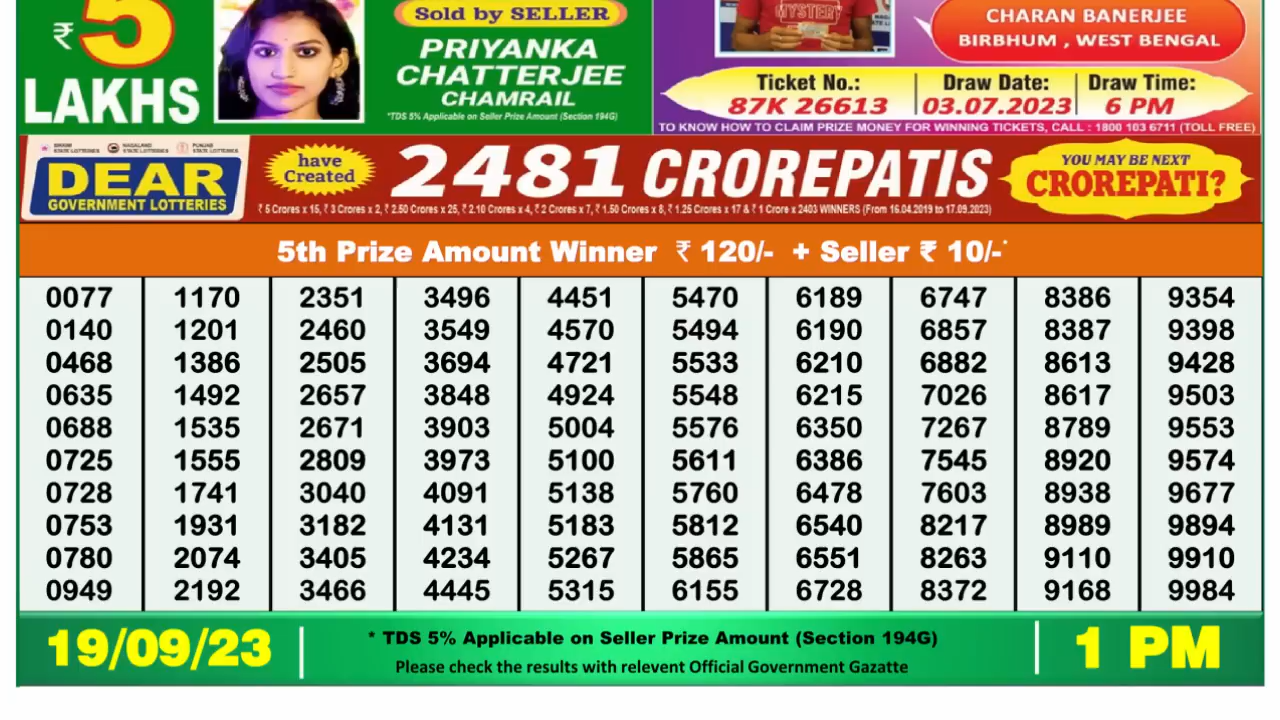 ₹ 5
LAKHS
Sold by SELLER
PRIYANKA
CHATTERJEE
CHAMRAIL
*TDS 5% Applicable on Seller Prize Amount (Section 194G)
MYSTERY
CHARAN BANERJEE
BIRBHUM , WEST BENGAL
Ticket No.: Draw Date: Draw Time:
87K 26613 03.07.2023 6 PM
TO KNOW HOW TO CLAIM PRIZE MONEY FOR WINNING TICKETS, CALL : 1800 103 6711 (TOLL FREE)
SIKKIM STATE LOTTERIES NAGALAND STATE LOTTERIES PUNJAB STATE LOTTERIES
DEAR
GOVERNMENT LOTTERIES
have
Created
2481 CROREPATIS
₹ 5 Crores x 15, ₹ 3 Crores x 2, ₹ 2.50 Crores x 25, ₹ 2.10 Crores x 4, ₹ 2 Crores x 7, ₹ 1.50 Crores x 8, ₹ 1.25 Crores x 17 & ₹ 1 Crore x 2403 WINNERS (From 16.04.2019 to 17.09.2023)
YOU MAY BE NEXT
CROREPATI?
5th Prize Amount Winner ₹ 120/- + Seller ₹ 10/-*
0077 1170 2351 3496 4451 5470 6189 6747 8386 9354
0140 1201 2460 3549 4570 5494 6190 6857 8387 9398
0468 1386 2505 3694 4721 5533 6210 6882 8613 9428
0635 1492 2657 3848 4924 5548 6215 7026 8617 9503
0688 1535 2671 3903 5004 5576 6350 7267 8789 9553
0725 1555 2809 3973 5100 5611 6386 7545 8920 9574
0728 1741 3040 4091 5138 5760 6478 7603 8938 9677
0753 1931 3182 4131 5183 5812 6540 8217 8989 9894
0780 2074 3405 4234 5267 5865 6551 8263 9110 9910
0949 2192 3466 4445 5315 6155 6728 8372 9168 9984
19/09/23
* TDS 5% Applicable on Seller Prize Amount (Section 194G)
Please check the results with relevent Official Government Gazatte
1 PM